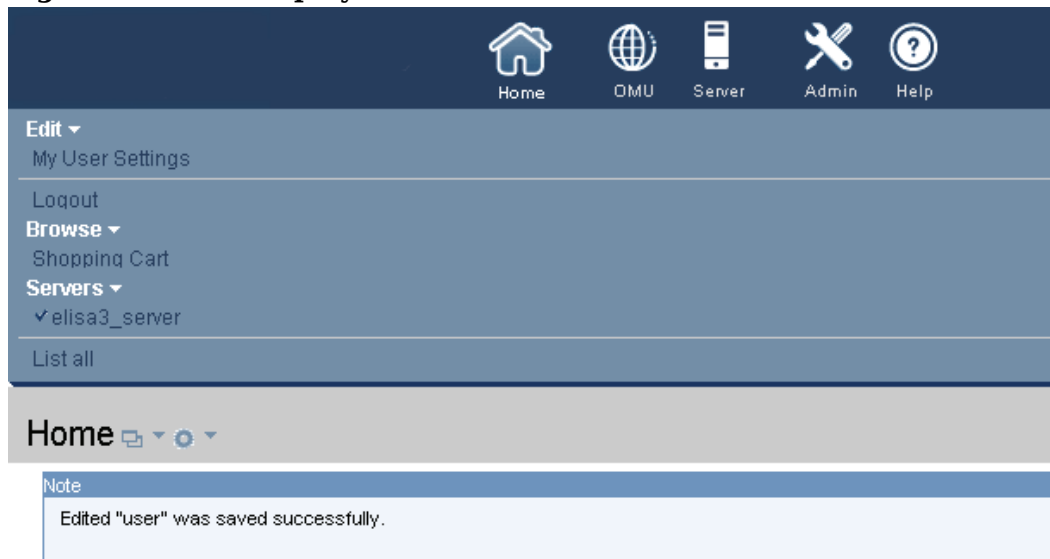 Home OMU Server Admin Help
Edit
My User Settings
Logout
Browse
Shopping Cart
Servers
elisa3_server
List all
Home
Note
Edited "user" was saved successfully.